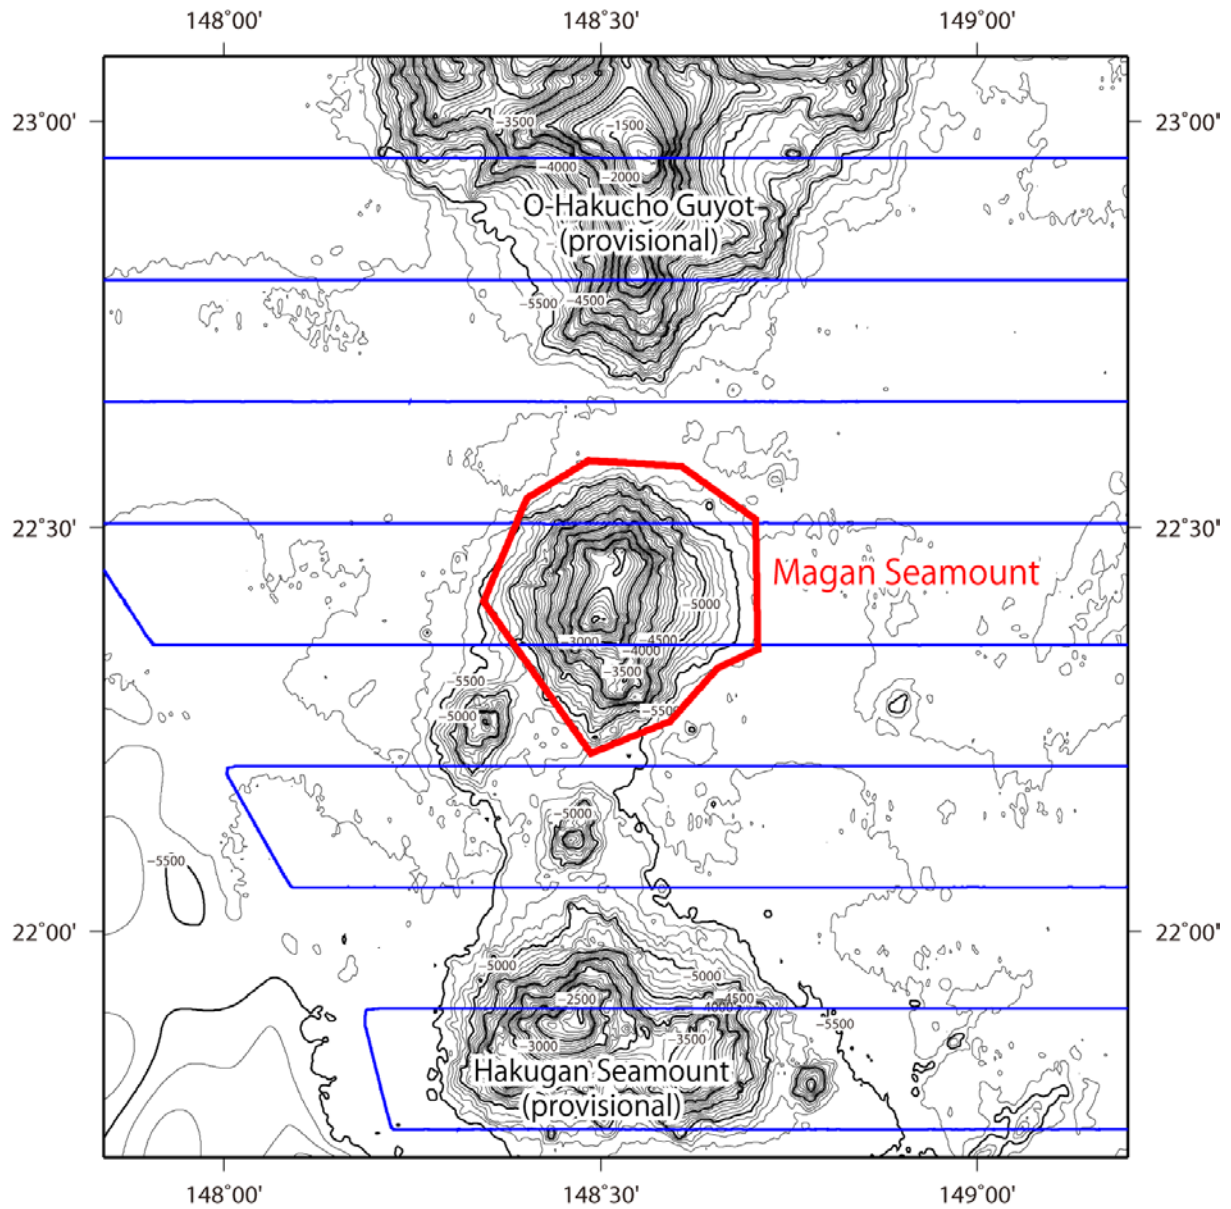 148°00' 148°30' 149°00'
23°00' 23°00'
−3500 −1500
−4000 −2000
O-Hakucho Guyot
(provisional)
−5500 −4500
22°30' 22°30'
Magan Seamount
−5000
−3000 −4500
−4000
−3500
−5500
−5500
−5000
−5000
−5500
22°00' 22°00'
−5000 −5000
−2500 −4500
4000
−5500
−3000 −3500
Hakugan Seamount
(provisional)
148°00' 148°30' 149°00'